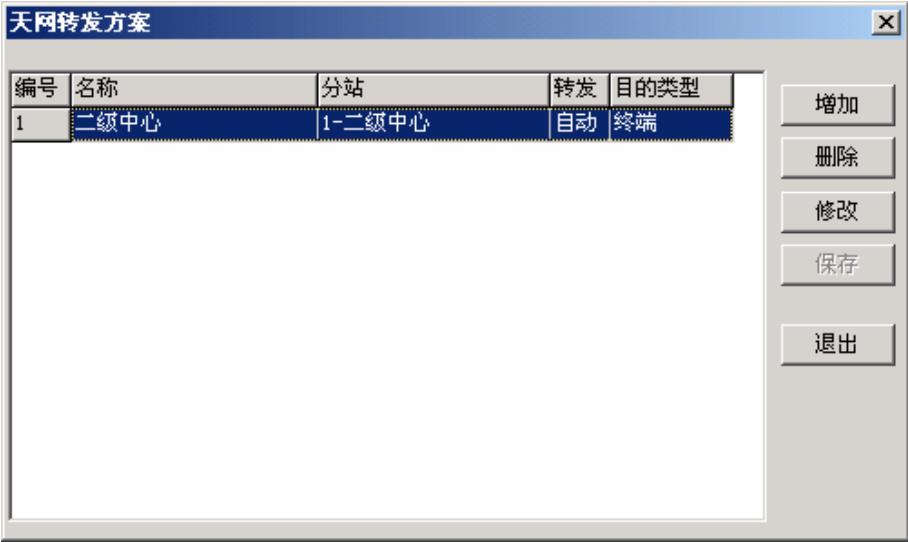 天网转发方案
编号 名称 分站 转发 目的类型
1 二级中心 1-二级中心 自动 终端
增加
删除
修改
保存
退出